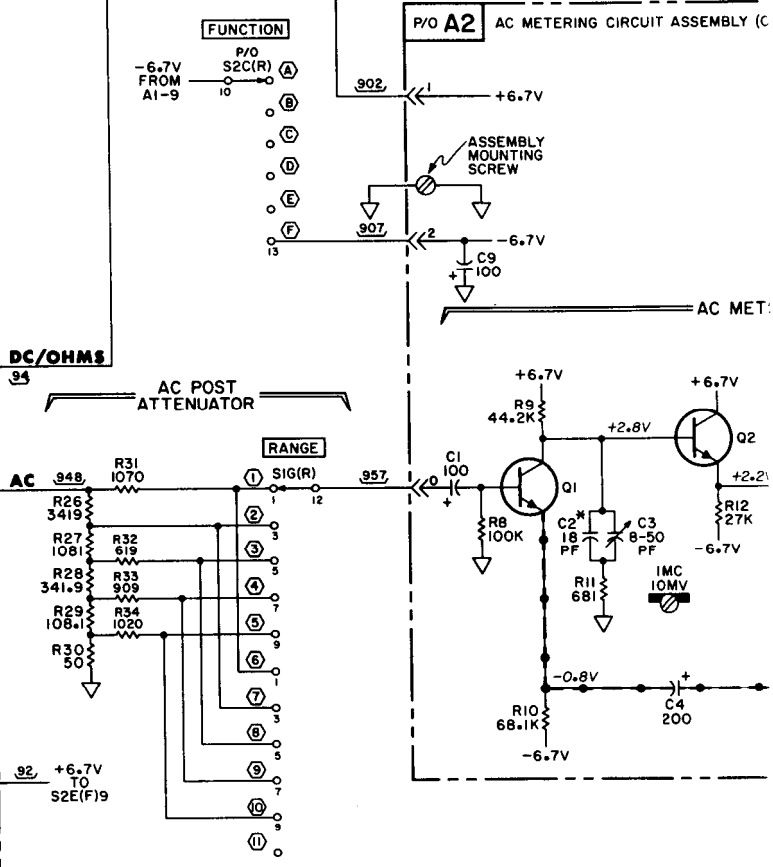 P/O A2 AC METERING CIRCUIT ASSEMBLY (C
FUNCTION
P/O
S2C(R)
-6.7V
FROM
A1-9
10
A
B
C
D
E
F
13
902
1
+6.7V
ASSEMBLY
MOUNTING
SCREW
907
2
-6.7V
C9
100
+
AC MET
DC/OHMS
94
AC POST
ATTENUATOR
RANGE
S1G(R)
AC
948
R31
1070
R26
3419
R27
1081
R32
619
R28
341.9
R33
909
R29
108.1
R34
1020
R30
50
1
1
12
2
3
3
5
4
7
5
9
6
1
7
3
8
5
9
7
10
9
11
957
0
C1
100
+
+6.7V
R9
44.2K
+2.8V
Q1
R8
100K
C2*
18
PF
C3
8-50
PF
R11
681
+6.7V
Q2
+2.2V
R12
27K
-6.7V
1MC
10MV
-0.8V
+
C4
200
R10
68.1K
-6.7V
92
+6.7V
TO
S2E(F)9